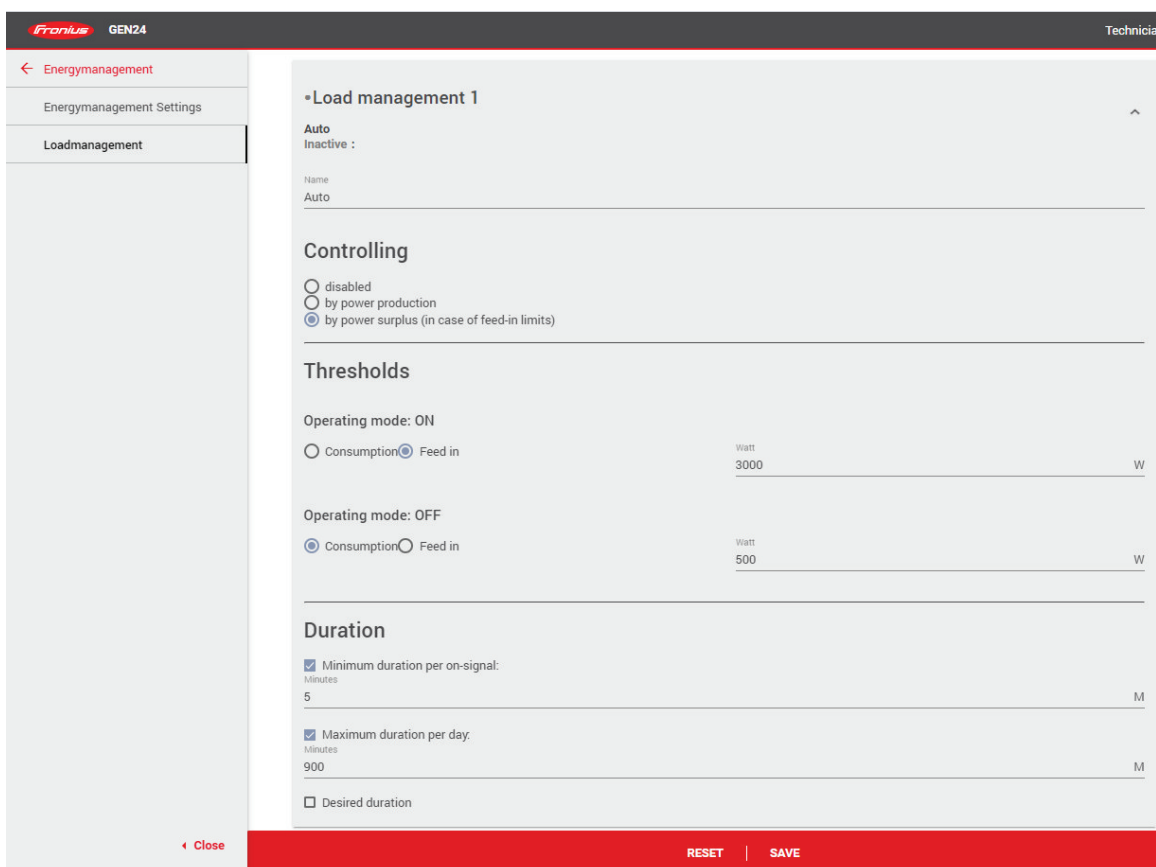 Fronius GEN24 Technicia
Energymanagement
Energymanagement Settings
Loadmanagement
•Load management 1
Auto
Inactive :
Name
Auto
Controlling
disabled
by power production
by power surplus (in case of feed-in limits)
Thresholds
Operating mode: ON
Consumption Feed in
Watt
3000 W
Operating mode: OFF
Consumption Feed in
Watt
500 W
Duration
Minimum duration per on-signal:
Minutes
5 M
Maximum duration per day:
Minutes
900 M
Desired duration
Close
RESET | SAVE